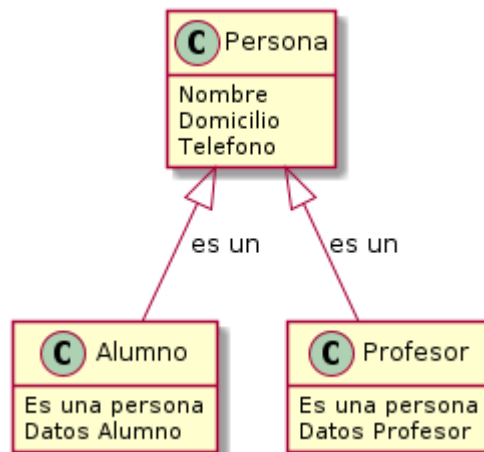 C Persona
Nombre
Domicilio
Telefono
es un
es un
C Alumno
Es una persona
Datos Alumno
C Profesor
Es una persona
Datos Profesor